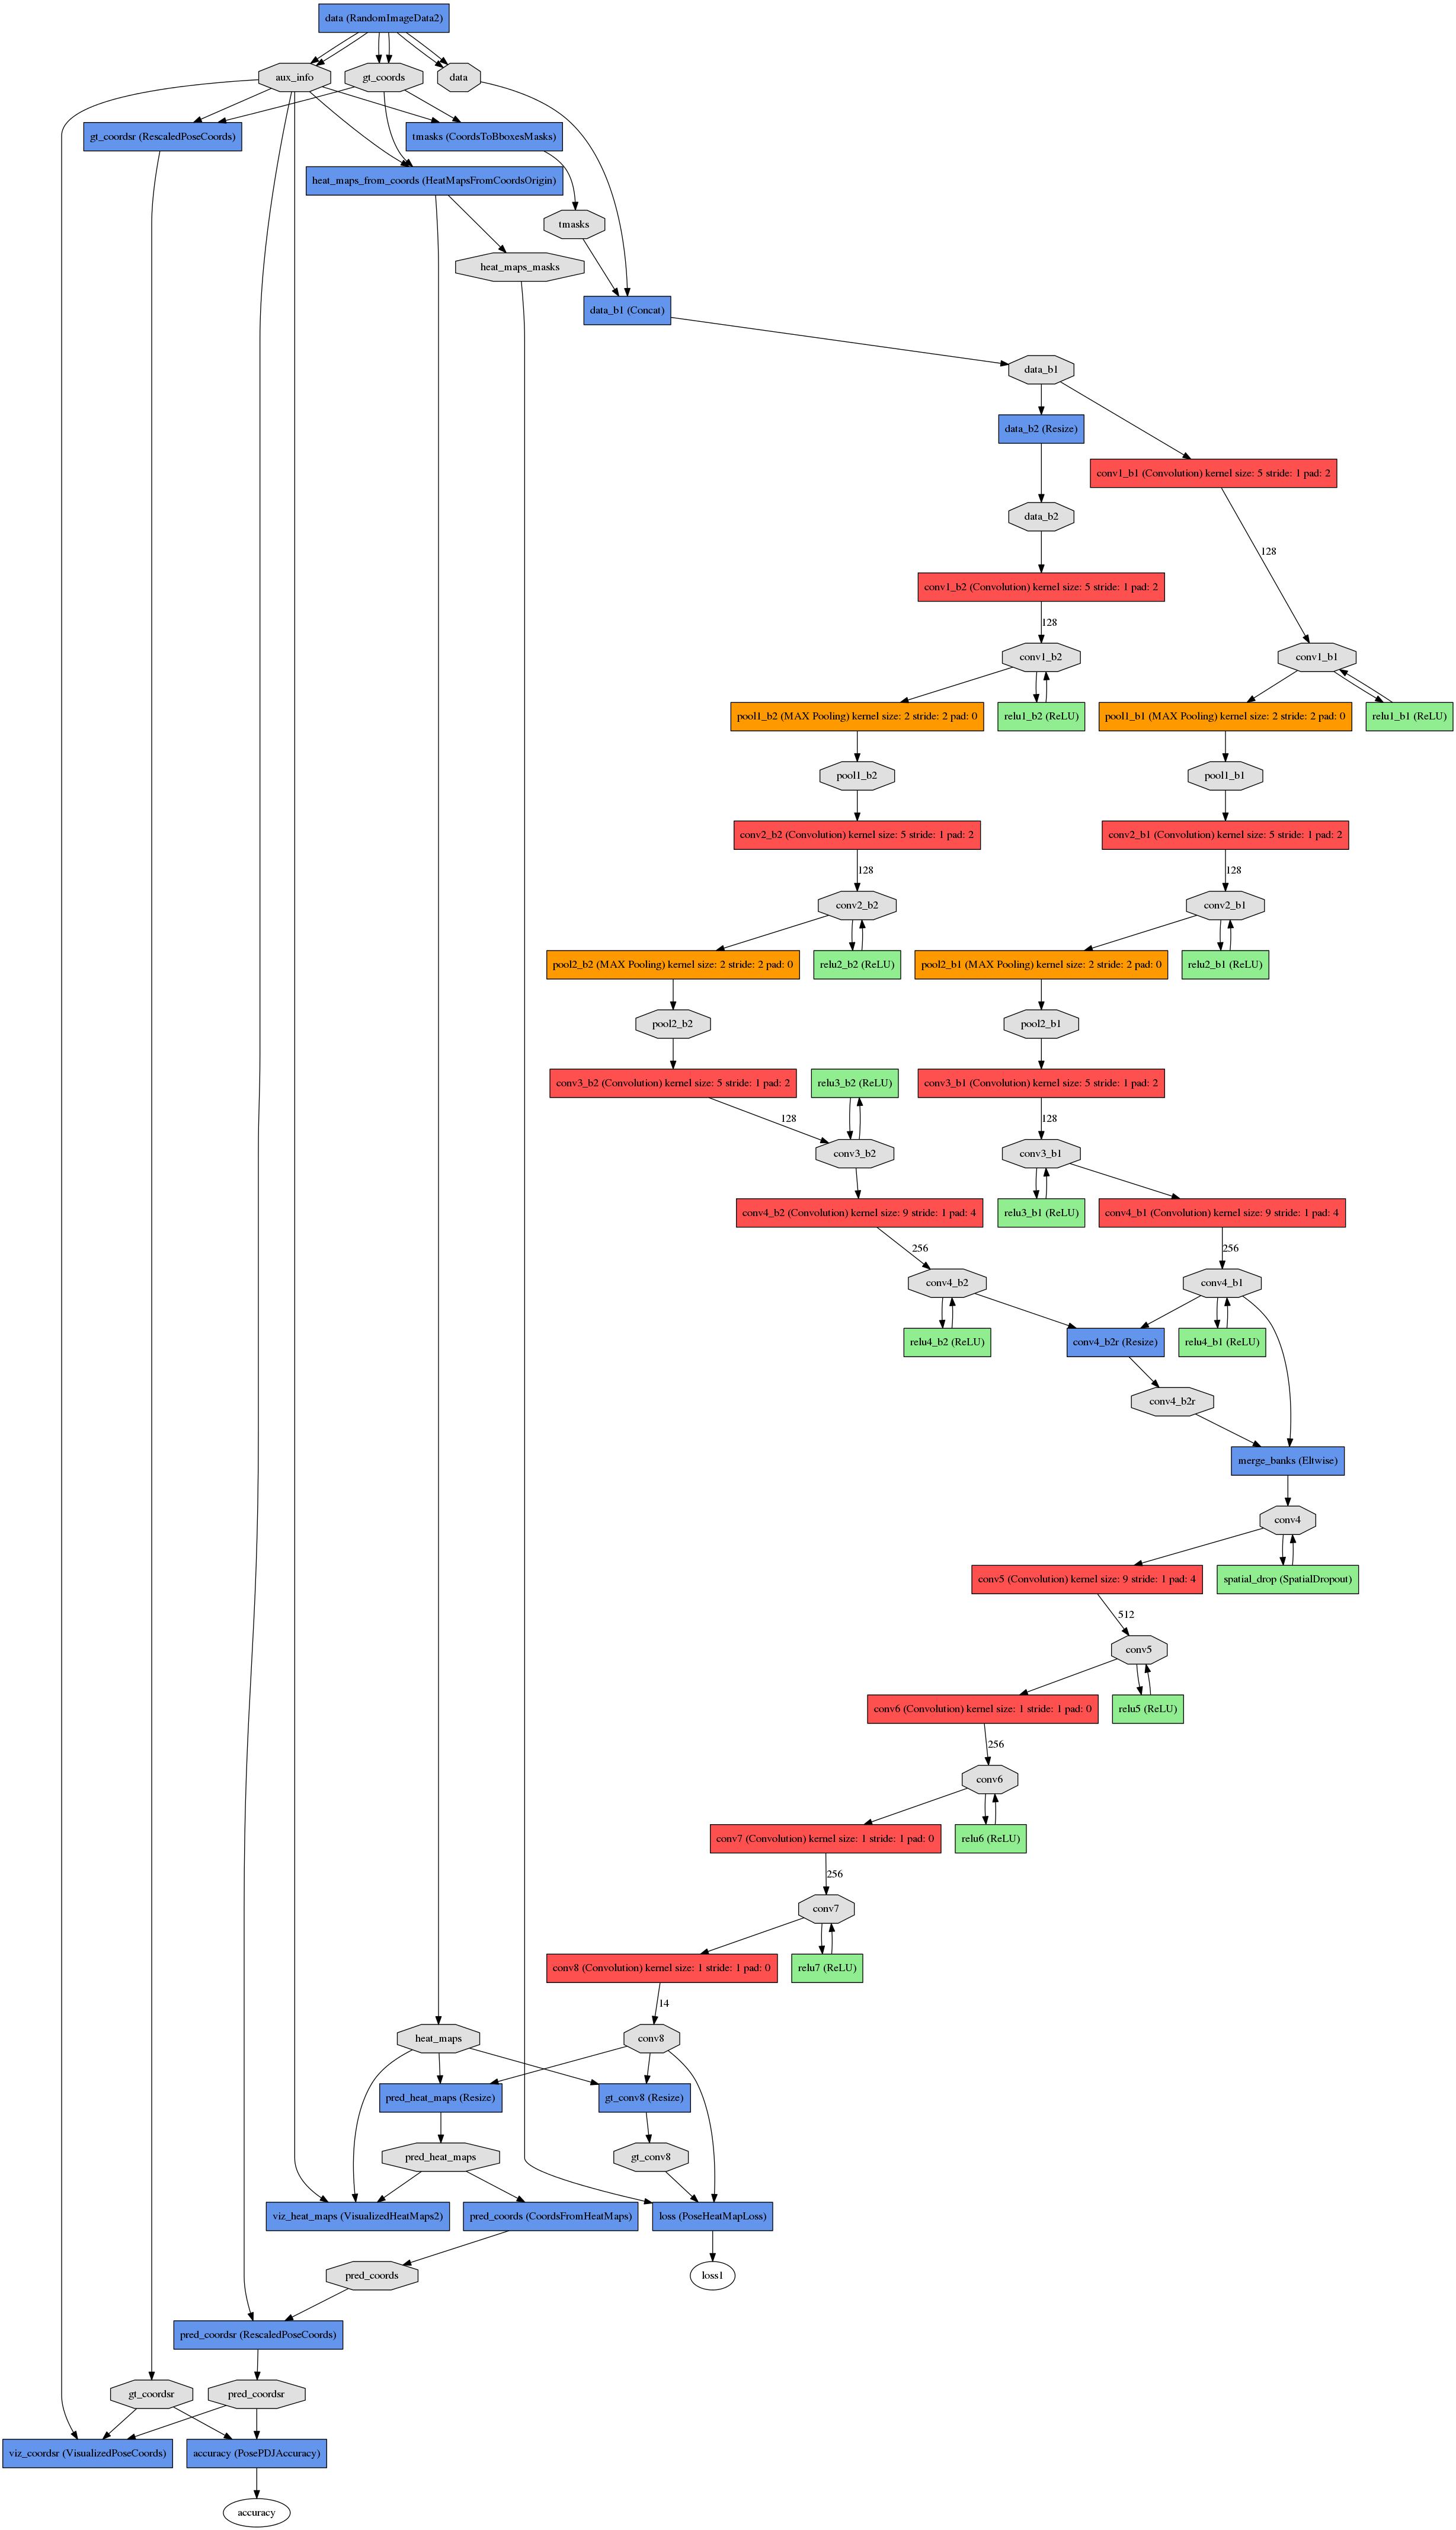 data (RandomImageData2)
aux_info
gt_coords
data
gt_coordsr (RescaledPoseCoords)
tmasks (CoordsToBboxesMasks)
heat_maps_from_coords (HeatMapsFromCoordsOrigin)
tmasks
heat_maps_masks
data_b1 (Concat)
data_b1
data_b2 (Resize)
conv1_b1 (Convolution) kernel size: 5 stride: 1 pad: 2
data_b2
128
conv1_b2 (Convolution) kernel size: 5 stride: 1 pad: 2
128
conv1_b2
conv1_b1
pool1_b2 (MAX Pooling) kernel size: 2 stride: 2 pad: 0
relu1_b2 (ReLU)
pool1_b1 (MAX Pooling) kernel size: 2 stride: 2 pad: 0
relu1_b1 (ReLU)
pool1_b2
pool1_b1
conv2_b2 (Convolution) kernel size: 5 stride: 1 pad: 2
conv2_b1 (Convolution) kernel size: 5 stride: 1 pad: 2
128
128
conv2_b2
conv2_b1
pool2_b2 (MAX Pooling) kernel size: 2 stride: 2 pad: 0
relu2_b2 (ReLU)
pool2_b1 (MAX Pooling) kernel size: 2 stride: 2 pad: 0
relu2_b1 (ReLU)
pool2_b2
pool2_b1
conv3_b2 (Convolution) kernel size: 5 stride: 1 pad: 2
relu3_b2 (ReLU)
conv3_b1 (Convolution) kernel size: 5 stride: 1 pad: 2
128
128
conv3_b2
conv3_b1
conv4_b2 (Convolution) kernel size: 9 stride: 1 pad: 4
relu3_b1 (ReLU)
conv4_b1 (Convolution) kernel size: 9 stride: 1 pad: 4
256
256
conv4_b2
conv4_b1
relu4_b2 (ReLU)
conv4_b2r (Resize)
relu4_b1 (ReLU)
conv4_b2r
merge_banks (Eltwise)
conv4
conv5 (Convolution) kernel size: 9 stride: 1 pad: 4
spatial_drop (SpatialDropout)
512
conv5
conv6 (Convolution) kernel size: 1 stride: 1 pad: 0
relu5 (ReLU)
256
conv6
conv7 (Convolution) kernel size: 1 stride: 1 pad: 0
relu6 (ReLU)
256
conv7
conv8 (Convolution) kernel size: 1 stride: 1 pad: 0
relu7 (ReLU)
14
heat_maps
conv8
pred_heat_maps (Resize)
gt_conv8 (Resize)
pred_heat_maps
gt_conv8
viz_heat_maps (VisualizedHeatMaps2)
pred_coords (CoordsFromHeatMaps)
loss (PoseHeatMapLoss)
pred_coords
loss1
pred_coordsr (RescaledPoseCoords)
gt_coordsr
pred_coordsr
viz_coordsr (VisualizedPoseCoords)
accuracy (PosePDJAccuracy)
accuracy